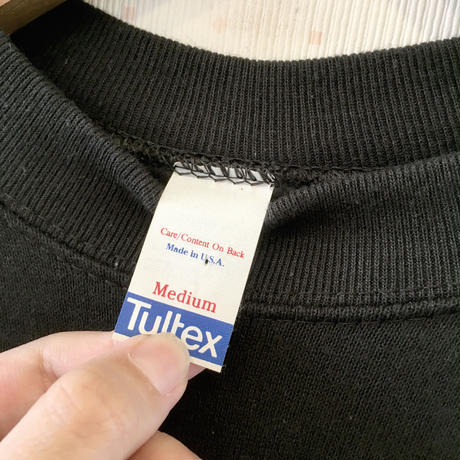 Care/Content On Back
Made in U.S.A.
Medium
Tultex